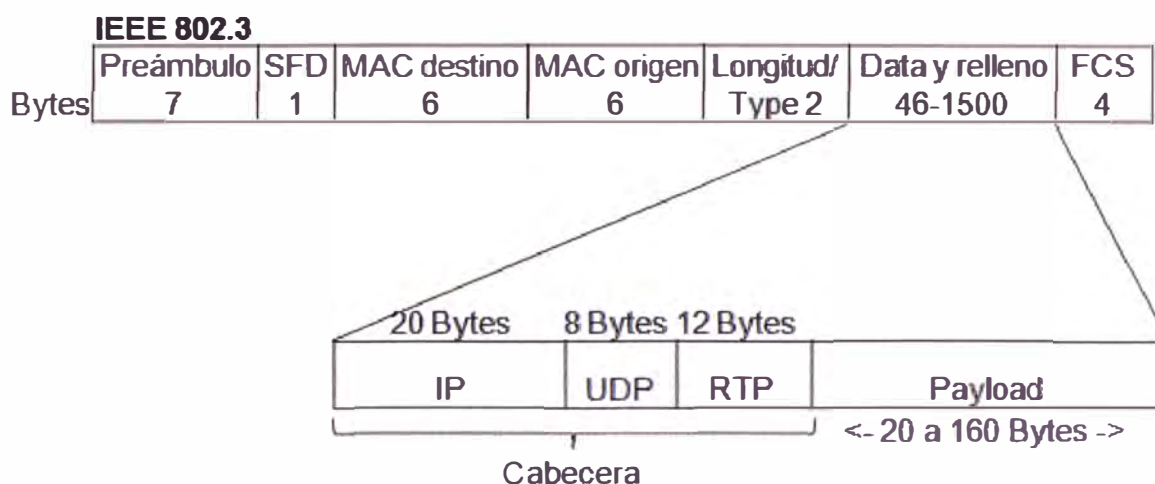 IEEE 802.3
Preámbulo SFD MAC destino MAC origen Longitud/ Data y relleno FCS
Bytes 7 1 6 6 Type 2 46-1500 4
20 Bytes 8 Bytes 12 Bytes
IP UDP RTP Payload
<- 20 a 160 Bytes ->
Cabecera